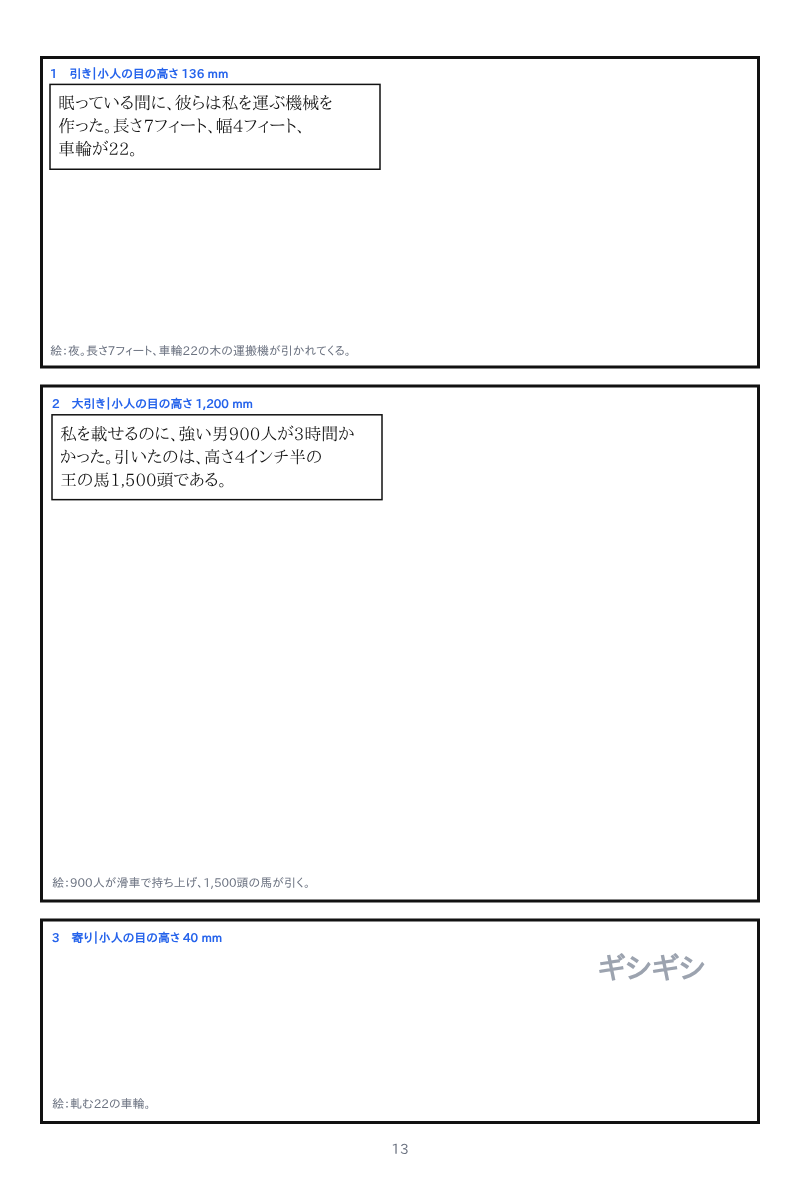 1 引き|小人の目の高さ 136 mm
眠っている間に、彼らは私を運ぶ機械を
作った。長さ7フィート、幅4フィート、
車輪が22。
絵：夜。長さ7フィート、車輪22の木の運搬機が引かれてくる。
2 大引き|小人の目の高さ 1,200 mm
私を載せるのに、強い男900人が3時間か
かった。引いたのは、高さ4インチ半の
王の馬1,500頭である。
絵：900人が滑車で持ち上げ、1,500頭の馬が引く。
3 寄り|小人の目の高さ 40 mm
ギシギシ
絵：軋む22の車輪。
13